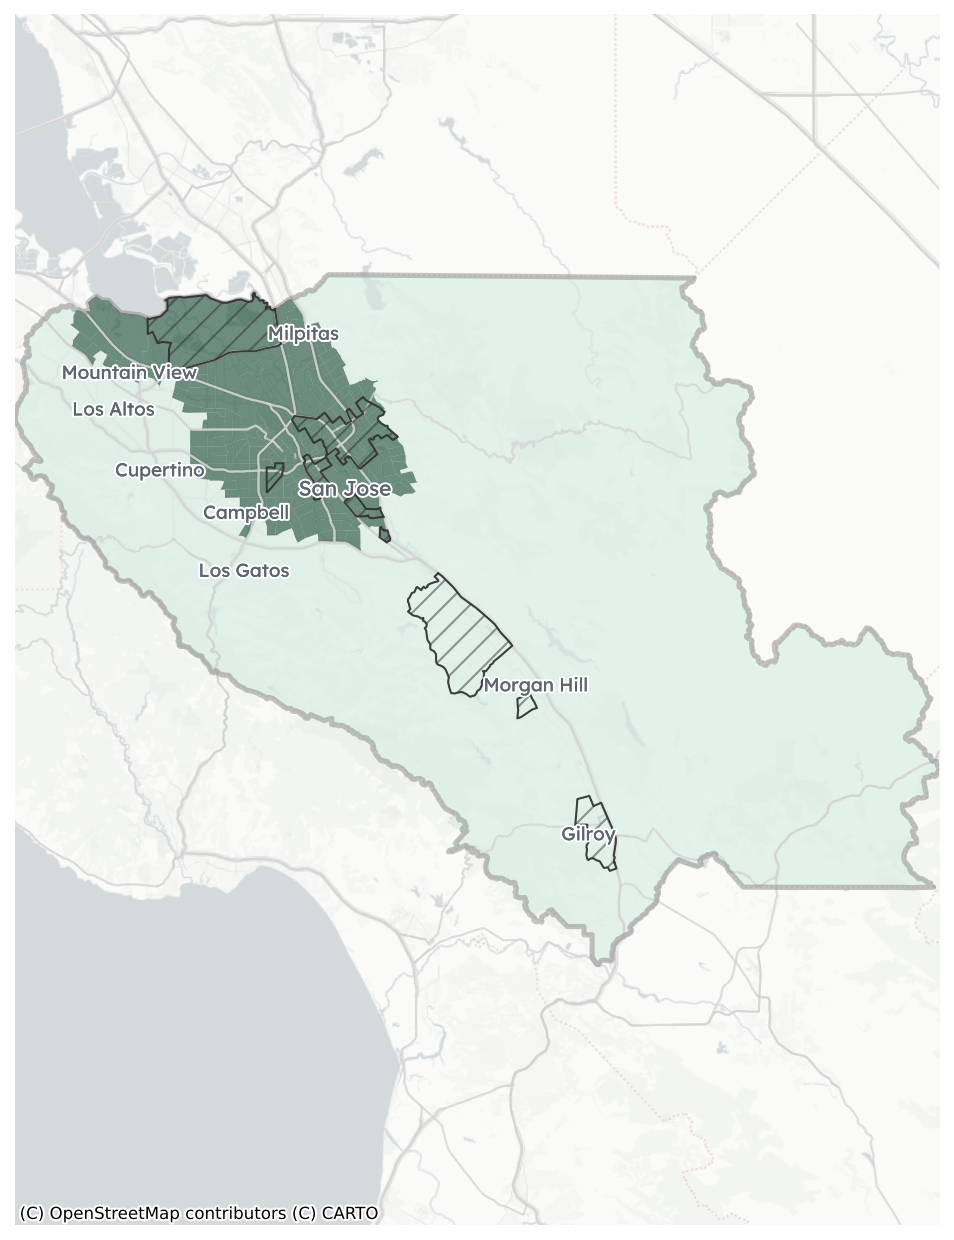 Milpitas
Mountain View
Los Altos
Cupertino
San Jose
Campbell
Los Gatos
Morgan Hill
Gilroy
(C) OpenStreetMap contributors (C) CARTO